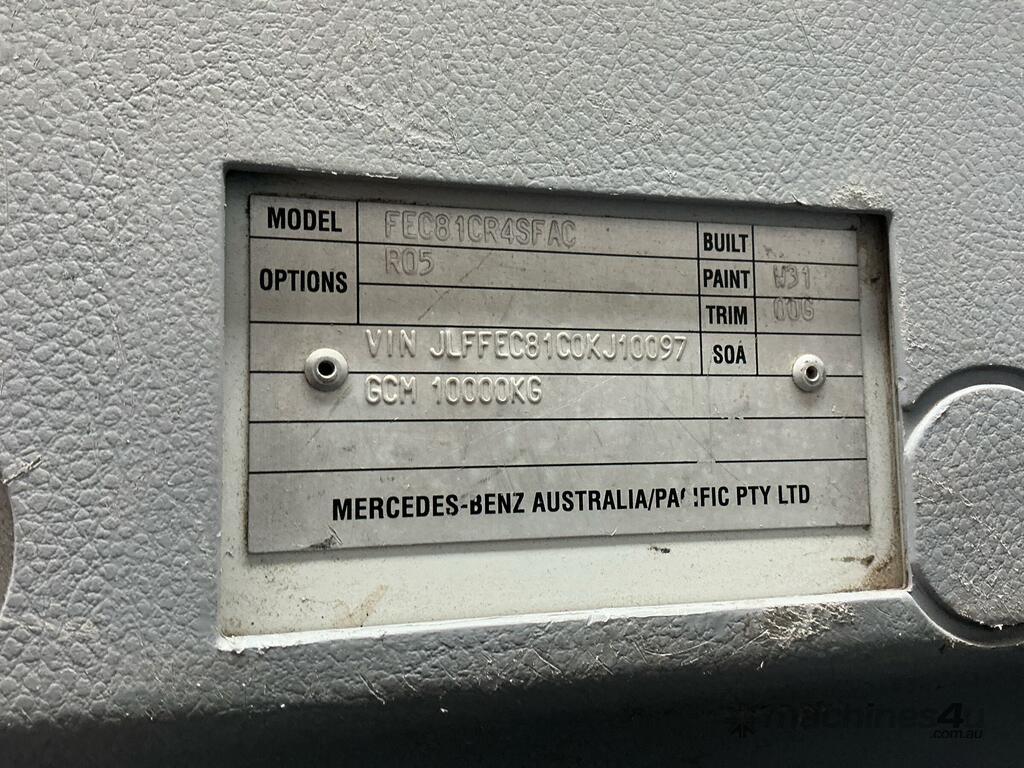 MODEL FEC81CR4SFAC BUILT
OPTIONS R05 PAINT W31
TRIM 00G
VIN JLFFEC81C0KJ10097 SOA
GCM 10000KG
MERCEDES-BENZ AUSTRALIA/PACIFIC PTY LTD
machines4u
.com.au